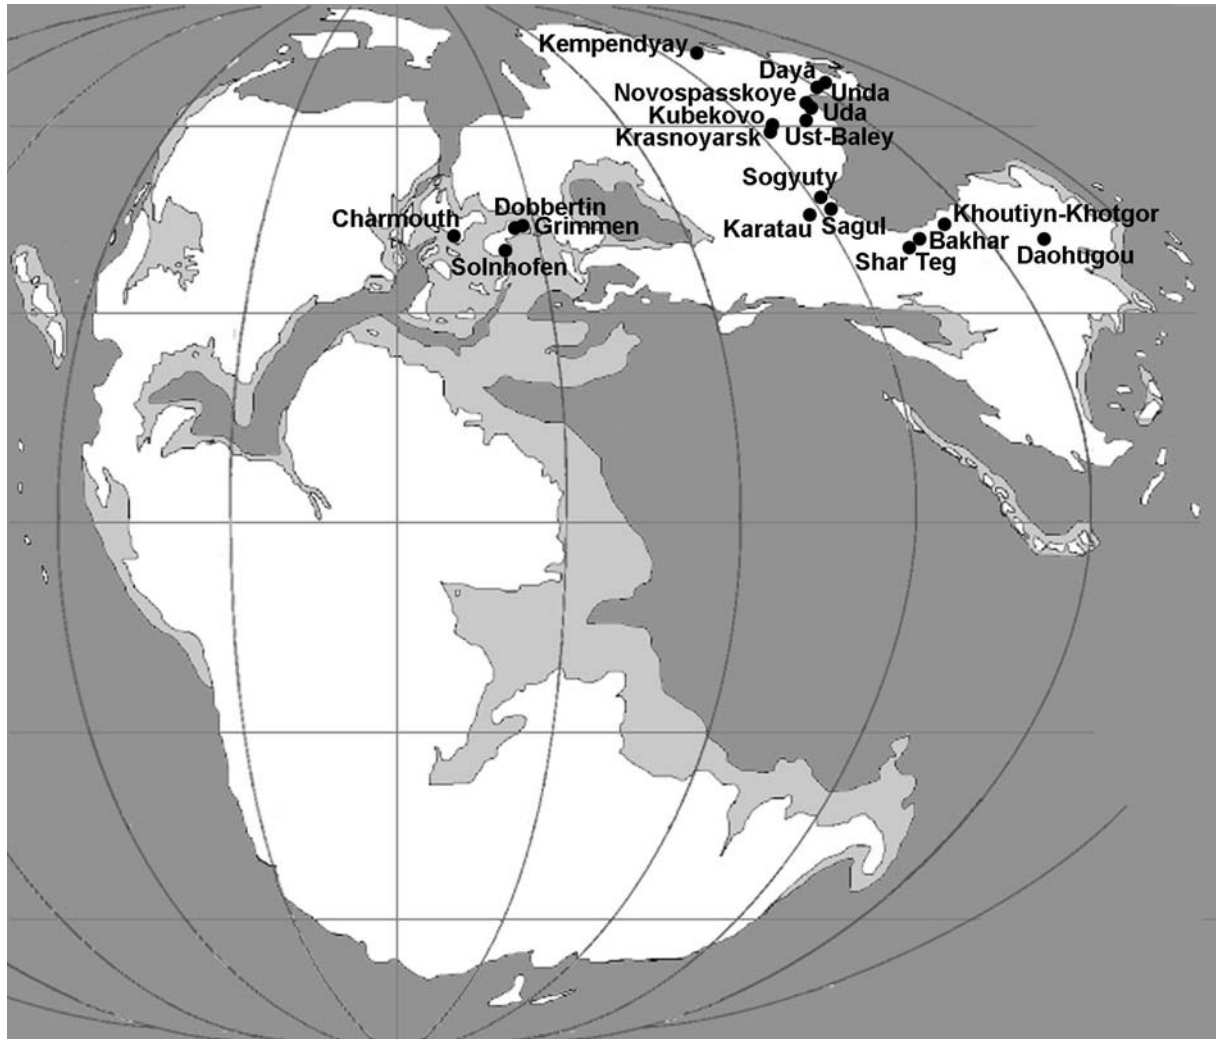 Kempendyay
Daya
Unda
Novospasskoye
Uda
Kubekovo
Ust-Baley
Krasnoyarsk
Sogyuty
Dobbertin
Charmouth
Grimmen
Khoutiyn-Khotgor
Karatau
Sagul
Bakhar
Daohugou
Solnhofen
Shar Teg